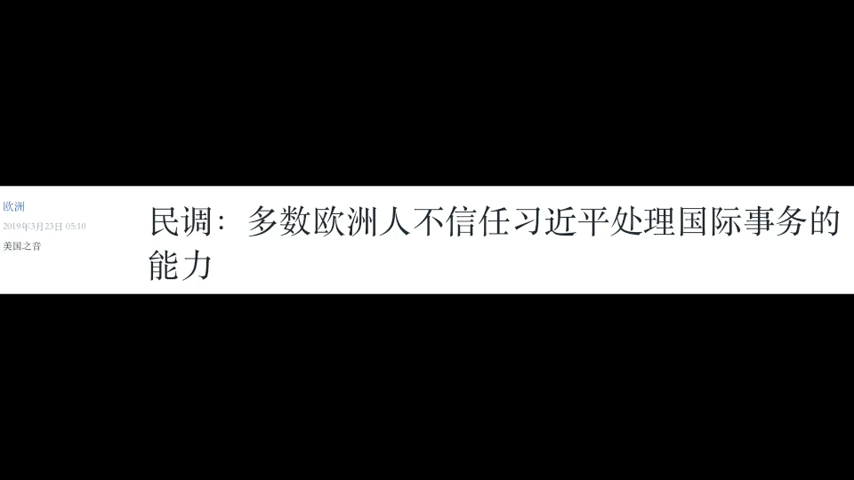 欧洲
2019年3月23日 05:10
美国之音
民调：多数欧洲人不信任习近平处理国际事务的
能力